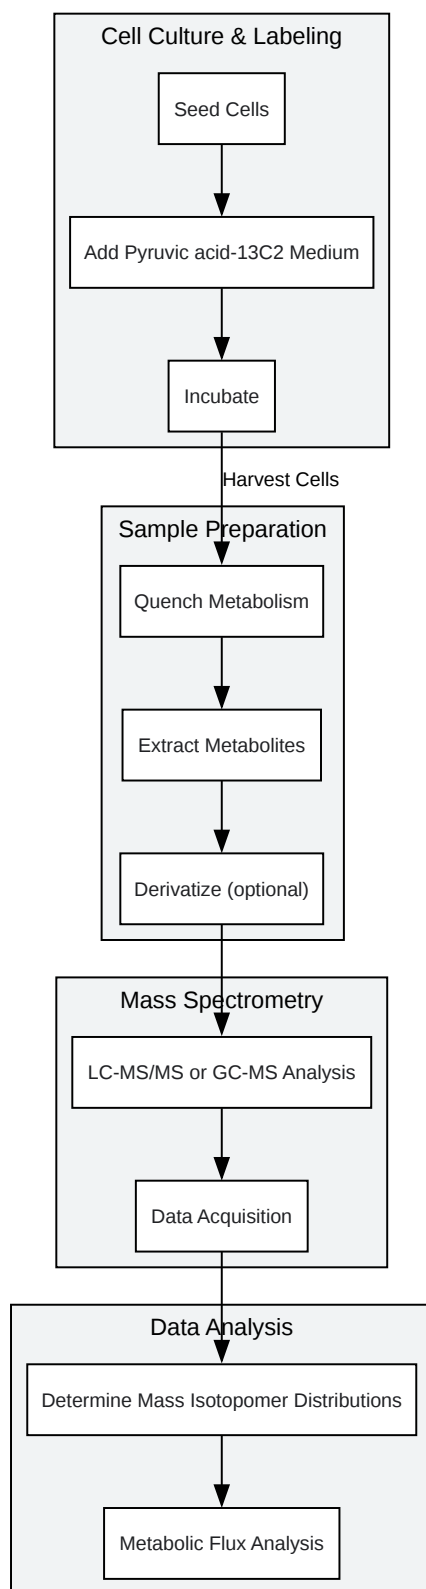 Cell Culture & Labeling
Seed Cells
Add Pyruvic acid-13C2 Medium
Incubate
Harvest Cells
Sample Preparation
Quench Metabolism
Extract Metabolites
Derivatize (optional)
Mass Spectrometry
LC-MS/MS or GC-MS Analysis
Data Acquisition
Data Analysis
Determine Mass Isotopomer Distributions
Metabolic Flux Analysis